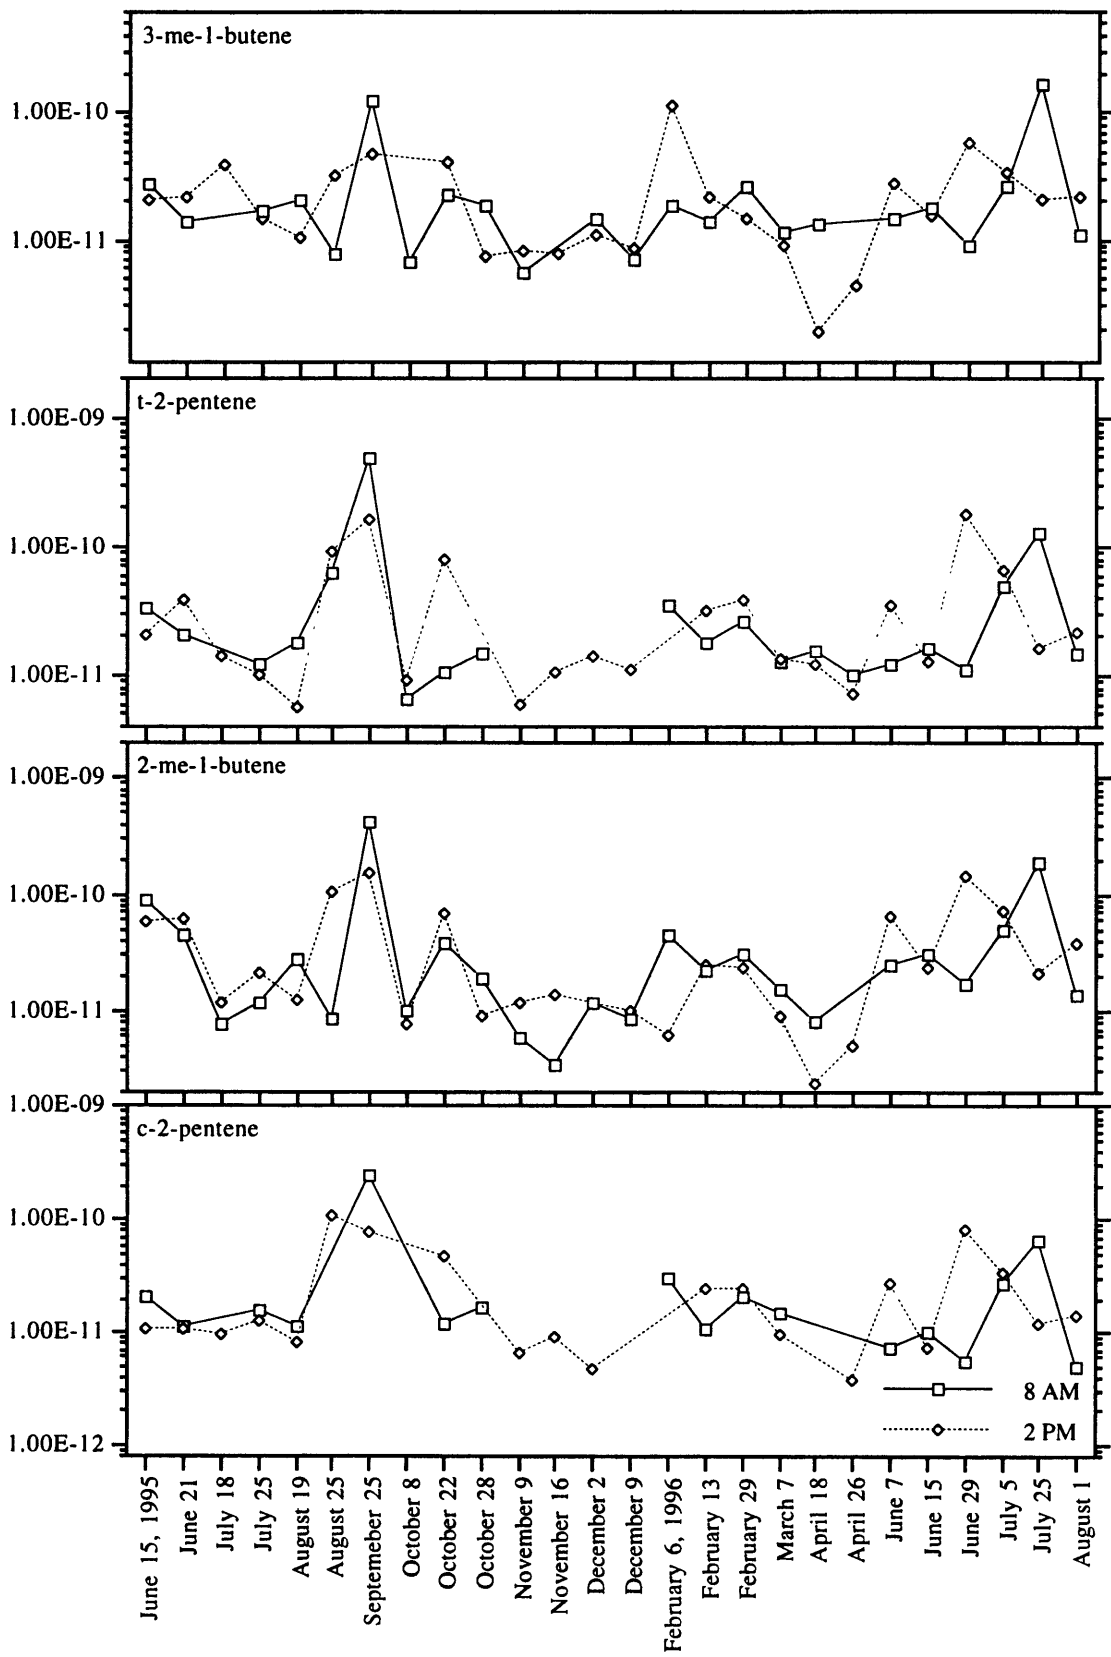 3-me-1-butene
1.00E-10
1.00E-11
t-2-pentene
1.00E-09
1.00E-10
1.00E-11
2-me-1-butene
1.00E-09
1.00E-10
1.00E-11
1.00E-09
c-2-pentene
1.00E-10
1.00E-11
1.00E-12
8 AM
2 PM
June 15, 1995
June 21
July 18
July 25
August 19
August 25
Septemeber 25
October 8
October 22
October 28
November 9
November 16
December 2
December 9
February 6, 1996
February 13
February 29
March 7
April 18
April 26
June 7
June 15
June 29
July 5
July 25
August 1